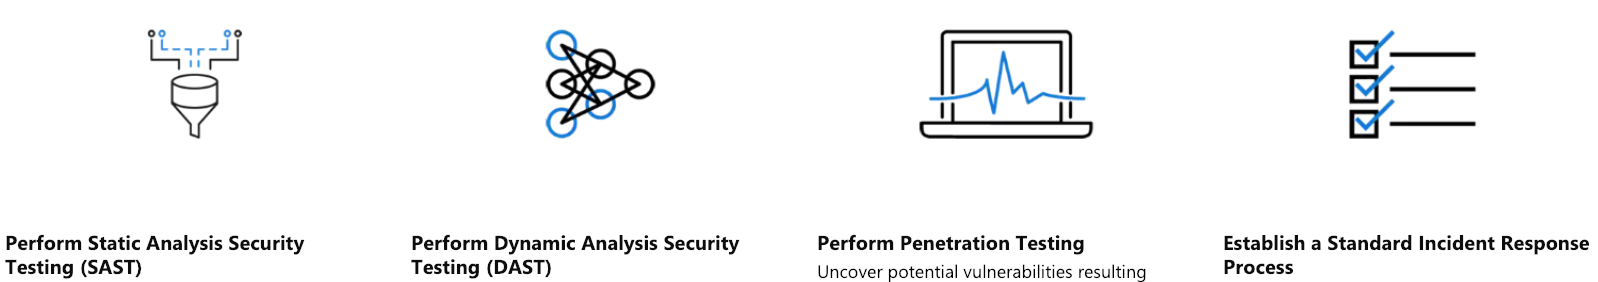 Perform Static Analysis Security
Testing (SAST)
Perform Dynamic Analysis Security
Testing (DAST)
Perform Penetration Testing
Uncover potential vulnerabilities resulting
Establish a Standard Incident Response
Process